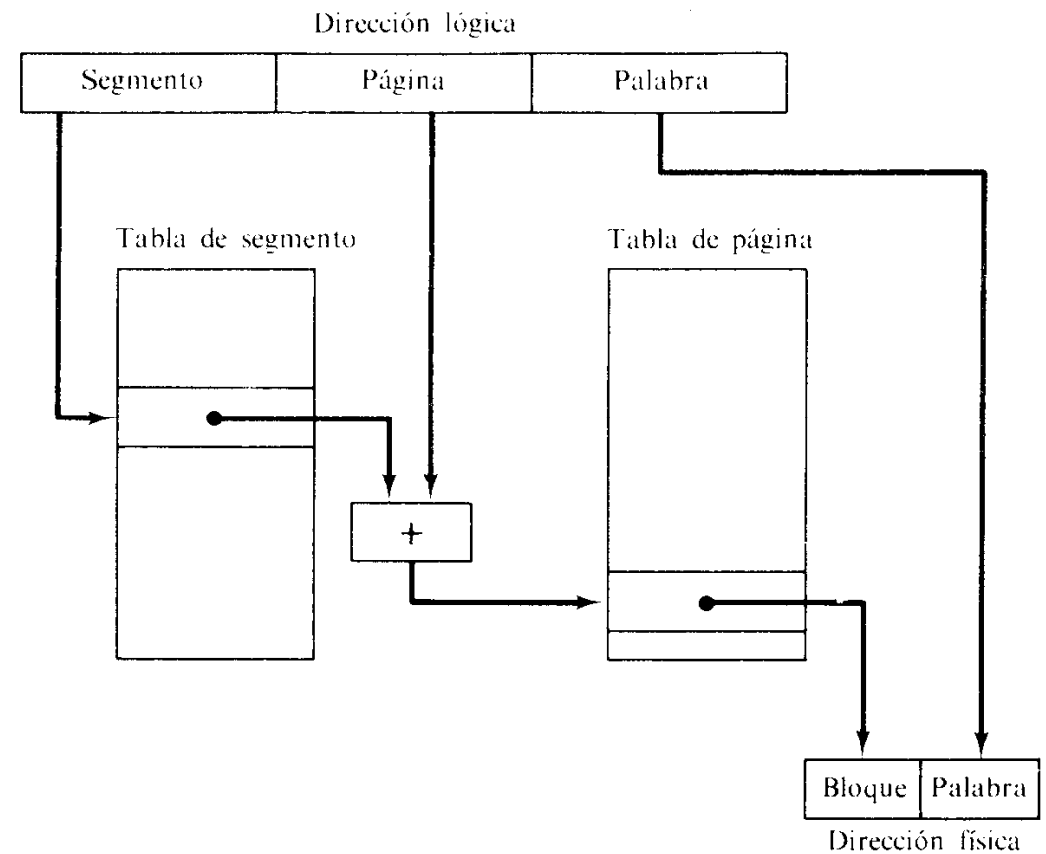 Dirección lógica
Segmento Página Palabra
Tabla de segmento Tabla de página
+
Bloque Palabra
Dirección física